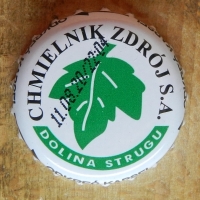 CHMIELNIK ZDRÓJ S.A.
DOLINA STRUGU